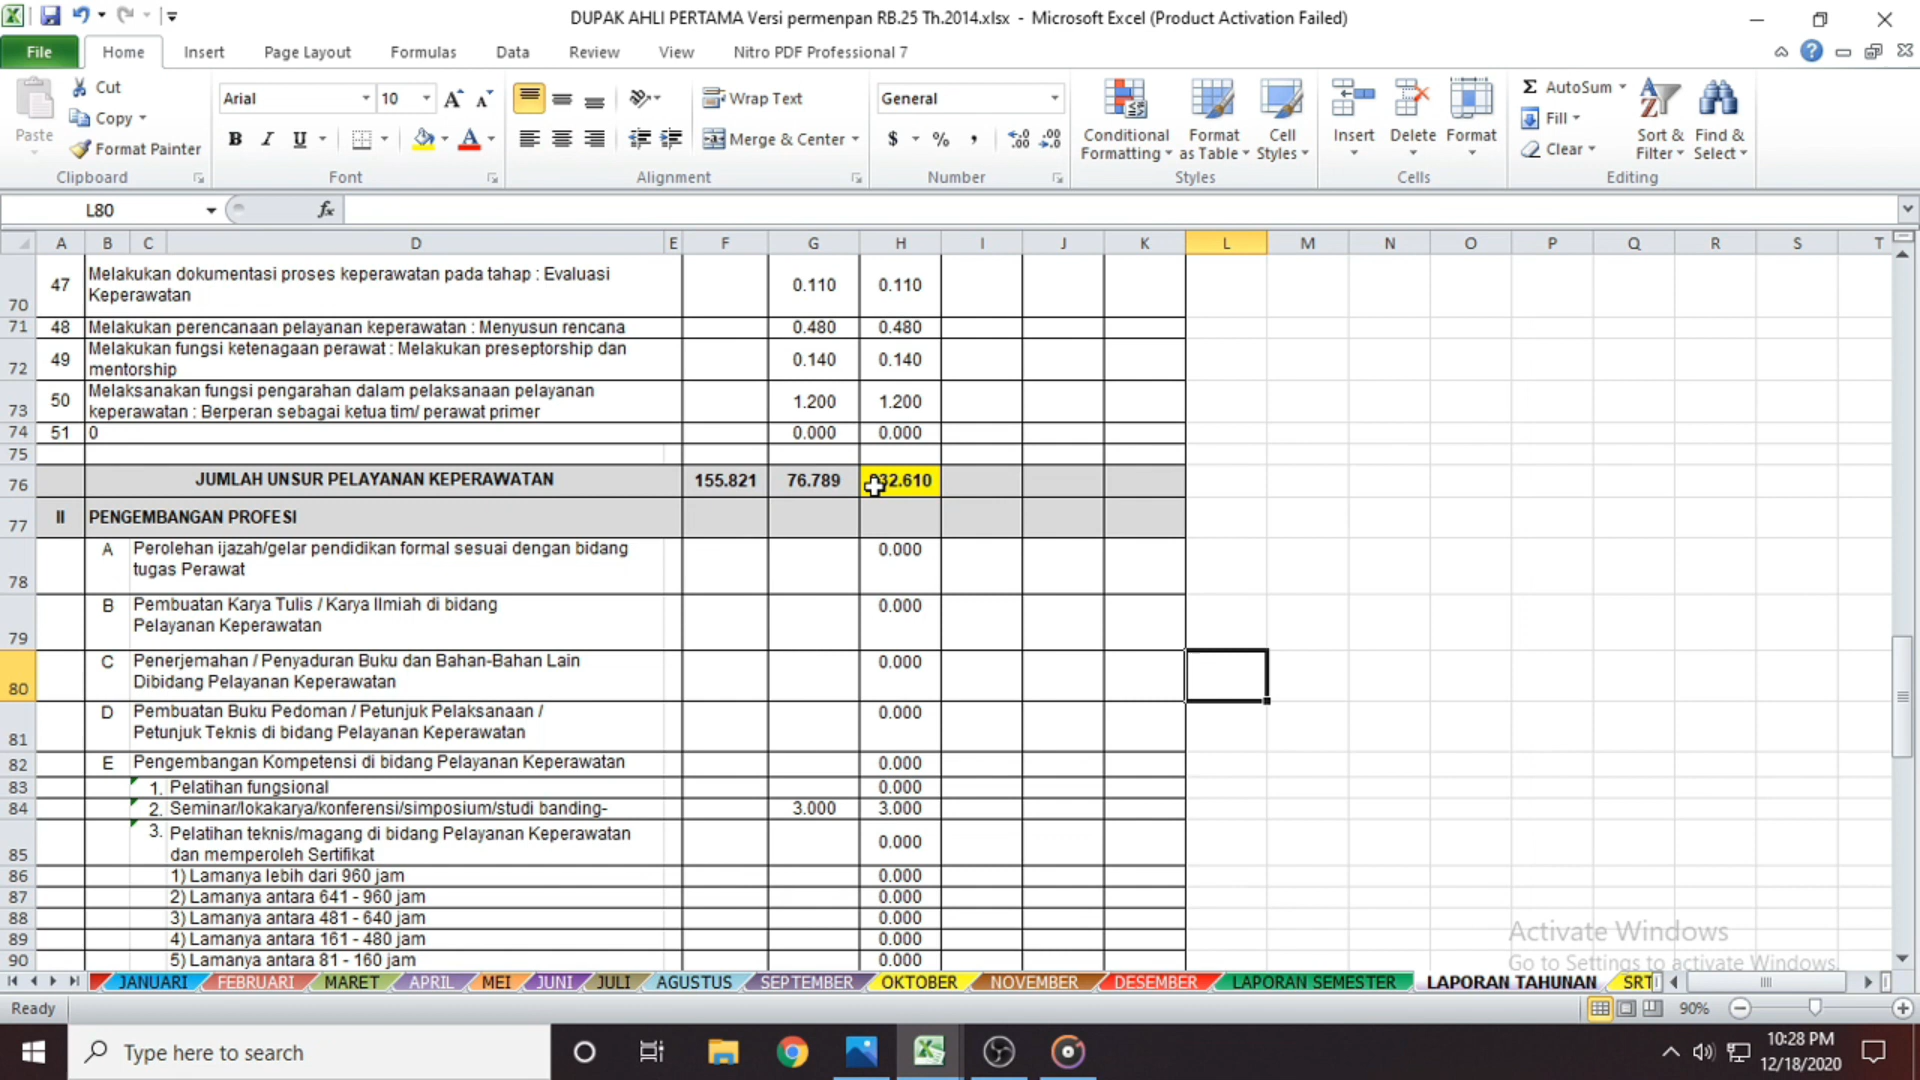 DUPAK AHLI PERTAMA Versi permenpan RB.25 Th.2014.xlsx - Microsoft Excel (Product Activation Failed)
File Home Insert Page Layout Formulas Data Review View Nitro PDF Professional 7
Paste Cut Copy Format Painter Clipboard
Arial 10 B I U Font
Wrap Text Merge & Center Alignment
General $ % , Number
Conditional Formatting Format as Table Cell Styles Styles
Insert Delete Format Cells
AutoSum Fill Clear Sort & Filter Find & Select Editing
L80 fx
A B C D E F G H I J K L M N O P Q R S T
70 47 Melakukan dokumentasi proses keperawatan pada tahap : Evaluasi 0.110 0.110
Keperawatan
71 48 Melakukan perencanaan pelayanan keperawatan : Menyusun rencana 0.480 0.480
72 49 Melakukan fungsi ketenagaan perawat : Melakukan preseptorship dan 0.140 0.140
mentorship
73 50 Melaksanakan fungsi pengarahan dalam pelaksanaan pelayanan 1.200 1.200
keperawatan : Berperan sebagai ketua tim/ perawat primer
74 51 0 0.000 0.000
75
76 JUMLAH UNSUR PELAYANAN KEPERAWATAN 155.821 76.789 32.610
77 II PENGEMBANGAN PROFESI
78 A Perolehan ijazah/gelar pendidikan formal sesuai dengan bidang 0.000
tugas Perawat
79 B Pembuatan Karya Tulis / Karya Ilmiah di bidang 0.000
Pelayanan Keperawatan
80 C Penerjemahan / Penyaduran Buku dan Bahan-Bahan Lain 0.000
Dibidang Pelayanan Keperawatan
81 D Pembuatan Buku Pedoman / Petunjuk Pelaksanaan / 0.000
Petunjuk Teknis di bidang Pelayanan Keperawatan
82 E Pengembangan Kompetensi di bidang Pelayanan Keperawatan 0.000
83 1. Pelatihan fungsional 0.000
84 2. Seminar/lokakarya/konferensi/simposium/studi banding- 3.000 3.000
85 3. Pelatihan teknis/magang di bidang Pelayanan Keperawatan 0.000
dan memperoleh Sertifikat
86 1) Lamanya lebih dari 960 jam 0.000
87 2) Lamanya antara 641 - 960 jam 0.000
88 3) Lamanya antara 481 - 640 jam 0.000
89 4) Lamanya antara 161 - 480 jam 0.000
90 5) Lamanya antara 81 - 160 jam 0.000
Activate Windows
Go to Settings to activate Windows.
JANUARI FEBRUARI MARET APRIL MEI JUNI JULI AGUSTUS SEPTEMBER OKTOBER NOVEMBER DESEMBER LAPORAN SEMESTER LAPORAN TAHUNAN SRT
Ready 90%
Type here to search
10:28 PM
12/18/2020